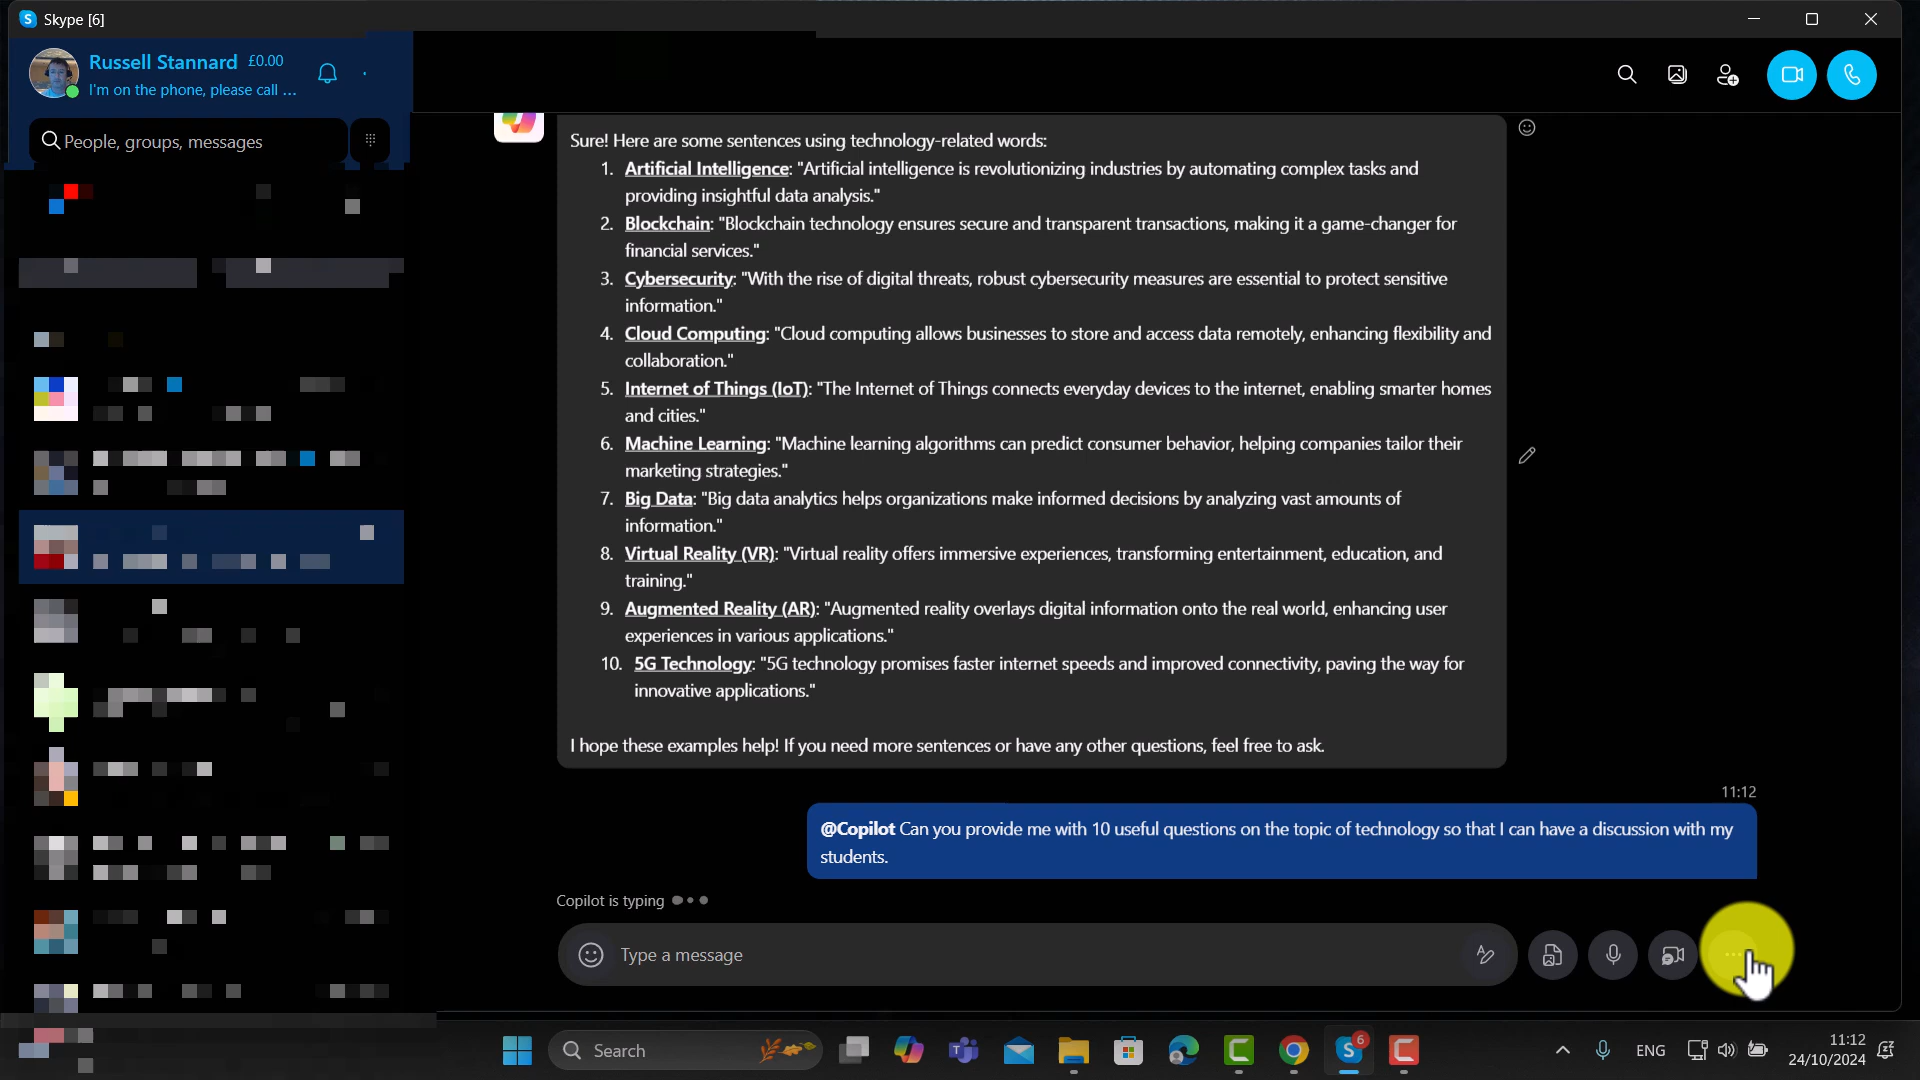 Skype [6]
Russell Stannard £0.00
I'm on the phone, please call ...
People, groups, messages
Sure! Here are some sentences using technology-related words:
1. Artificial Intelligence: "Artificial intelligence is revolutionizing industries by automating complex tasks and
providing insightful data analysis."
2. Blockchain: "Blockchain technology ensures secure and transparent transactions, making it a game-changer for
financial services."
3. Cybersecurity: "With the rise of digital threats, robust cybersecurity measures are essential to protect sensitive
information."
4. Cloud Computing: "Cloud computing allows businesses to store and access data remotely, enhancing flexibility and
collaboration."
5. Internet of Things (IoT): "The Internet of Things connects everyday devices to the internet, enabling smarter homes
and cities."
6. Machine Learning: "Machine learning algorithms can predict consumer behavior, helping companies tailor their
marketing strategies."
7. Big Data: "Big data analytics helps organizations make informed decisions by analyzing vast amounts of
information."
8. Virtual Reality (VR): "Virtual reality offers immersive experiences, transforming entertainment, education, and
training."
9. Augmented Reality (AR): "Augmented reality overlays digital information onto the real world, enhancing user
experiences in various applications."
10. 5G Technology: "5G technology promises faster internet speeds and improved connectivity, paving the way for
innovative applications."
I hope these examples help! If you need more sentences or have any other questions, feel free to ask.
11:12
@Copilot Can you provide me with 10 useful questions on the topic of technology so that I can have a discussion with my
students.
Copilot is typing
Type a message
Search
6
ENG
11:12
24/10/2024